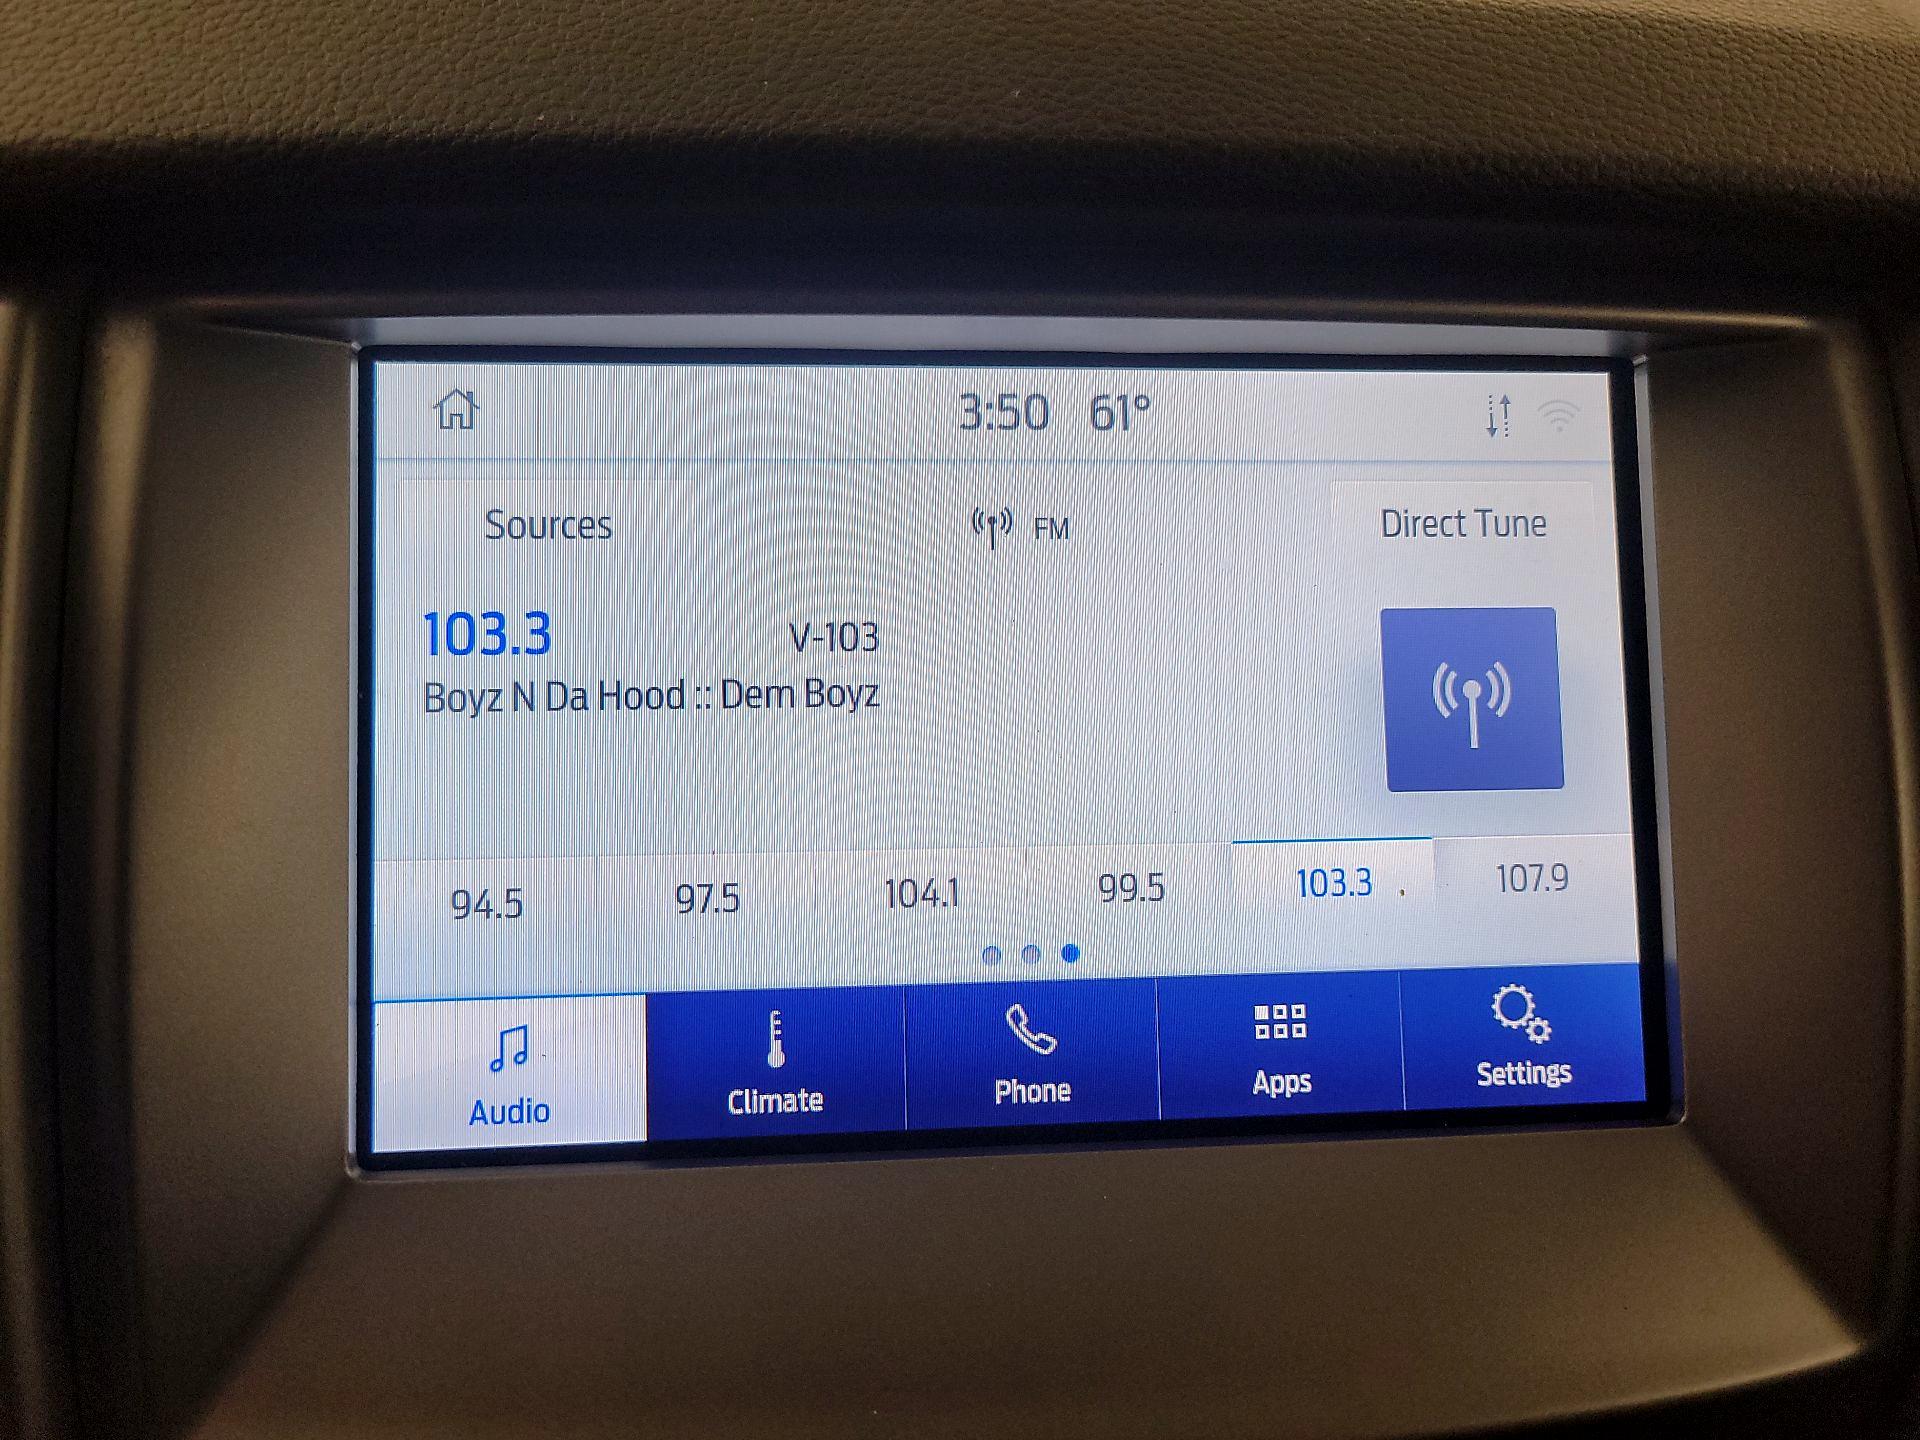 3:50 61°
Sources FM Direct Tune
103.3 V-103
Boyz N Da Hood :: Dem Boyz
94.5 97.5 104.1 99.5 103.3 107.9
Audio Climate Phone Apps Settings